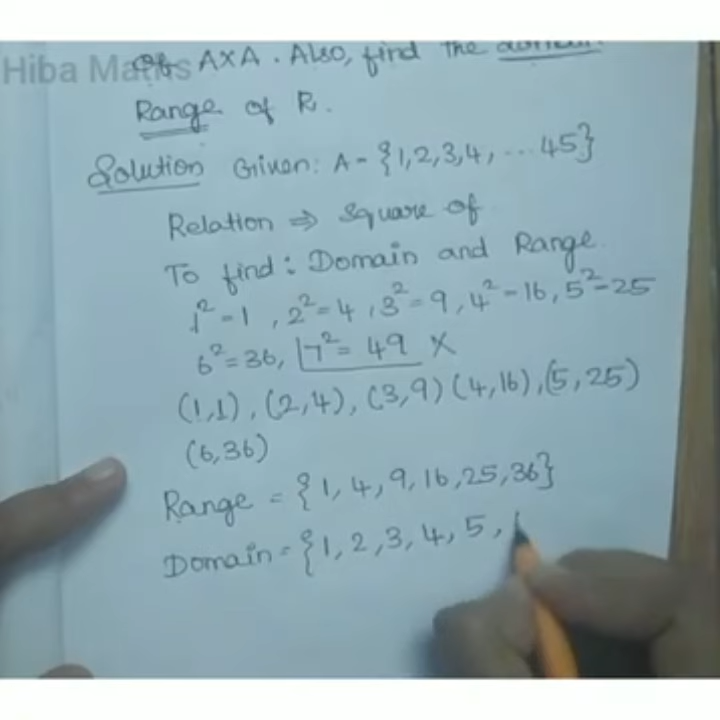 Hiba Maths
of A×A. Also, find the domain
Range of R.
Solution Given: A = {1,2,3,4, ... 45}
Relation ⇒ Square of
To find: Domain and Range.
1² = 1, 2² = 4, 3² = 9, 4² = 16, 5² = 25
6² = 36, 7² = 49 ×
(1,1), (2,4), (3,9) (4,16), (5,25)
(6,36)
Range = {1, 4, 9, 16, 25, 36}
Domain = {1, 2, 3, 4, 5,